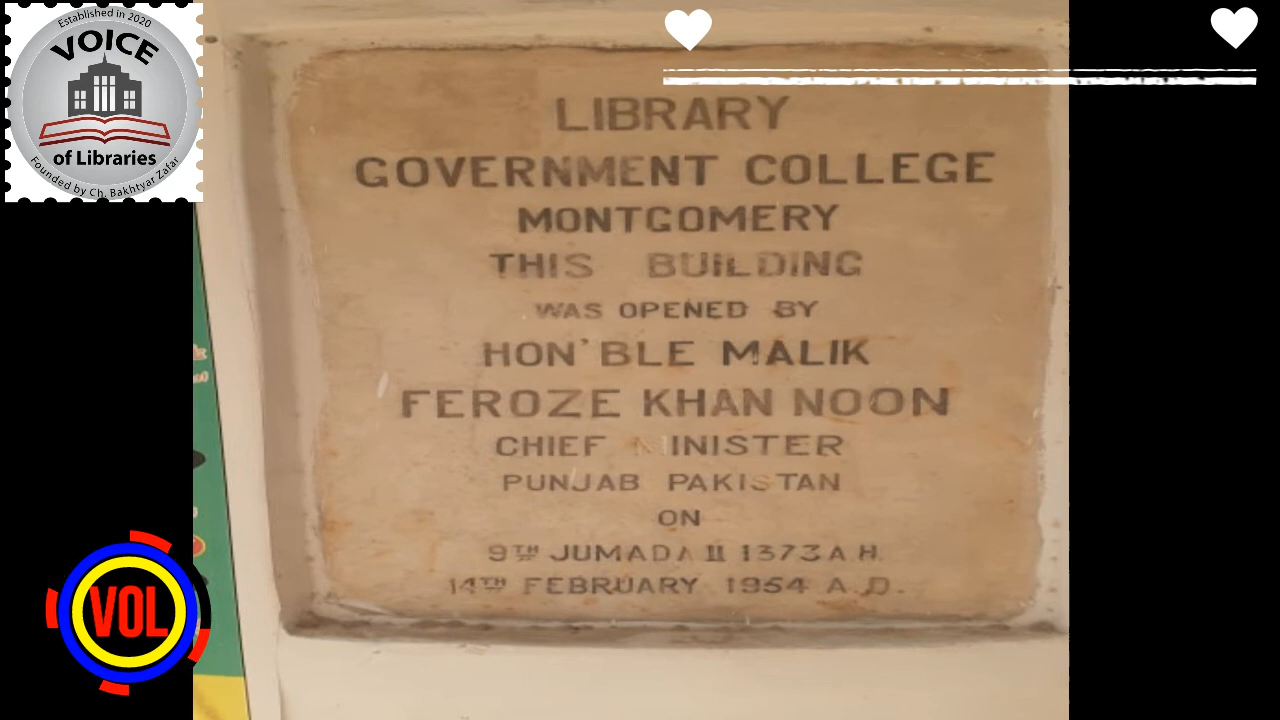 Established in 2020
VOICE
of Libraries
Founded by Ch. Bakhtyar Zafar
LIBRARY
GOVERNMENT COLLEGE
MONTGOMERY
THIS BUILDING
WAS OPENED BY
HON'BLE MALIK
FEROZE KHAN NOON
CHIEF MINISTER
PUNJAB PAKISTAN
ON
9TH JUMADA II 1373 A H.
14TH FEBRUARY 1954 A.D.
VOL